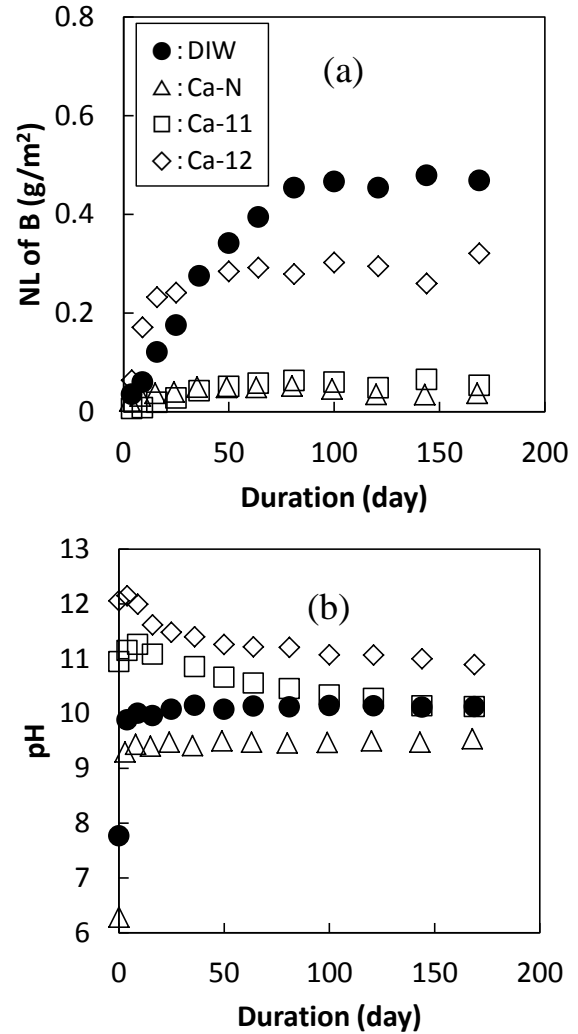 0.8
(a)
● : DIW
△ : Ca-N
□ : Ca-11
◇ : Ca-12
0.6
0.4
0.2
0
NL of B (g/m²)
0 50 100 150 200
Duration (day)
13
(b)
12
11
10
9
8
7
6
pH
0 50 100 150 200
Duration (day)